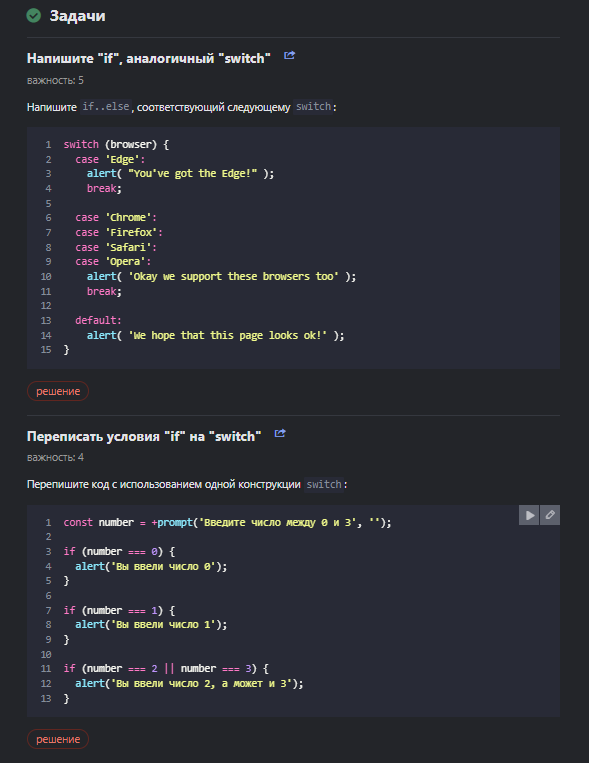 Задачи
Напишите "if", аналогичный "switch"
важность: 5
Напишите if..else, соответствующий следующему switch:
1 switch (browser) {
2   case 'Edge':
3     alert( "You've got the Edge!" );
4     break;
5
6   case 'Chrome':
7   case 'Firefox':
8   case 'Safari':
9   case 'Opera':
10     alert( 'Okay we support these browsers too' );
11     break;
12
13   default:
14     alert( 'We hope that this page looks ok!' );
15 }
решение
Переписать условия "if" на "switch"
важность: 4
Перепишите код с использованием одной конструкции switch:
1 const number = +prompt('Введите число между 0 и 3', '');
2
3 if (number === 0) {
4   alert('Вы ввели число 0');
5 }
6
7 if (number === 1) {
8   alert('Вы ввели число 1');
9 }
10
11 if (number === 2 || number === 3) {
12   alert('Вы ввели число 2, а может и 3');
13 }
решение